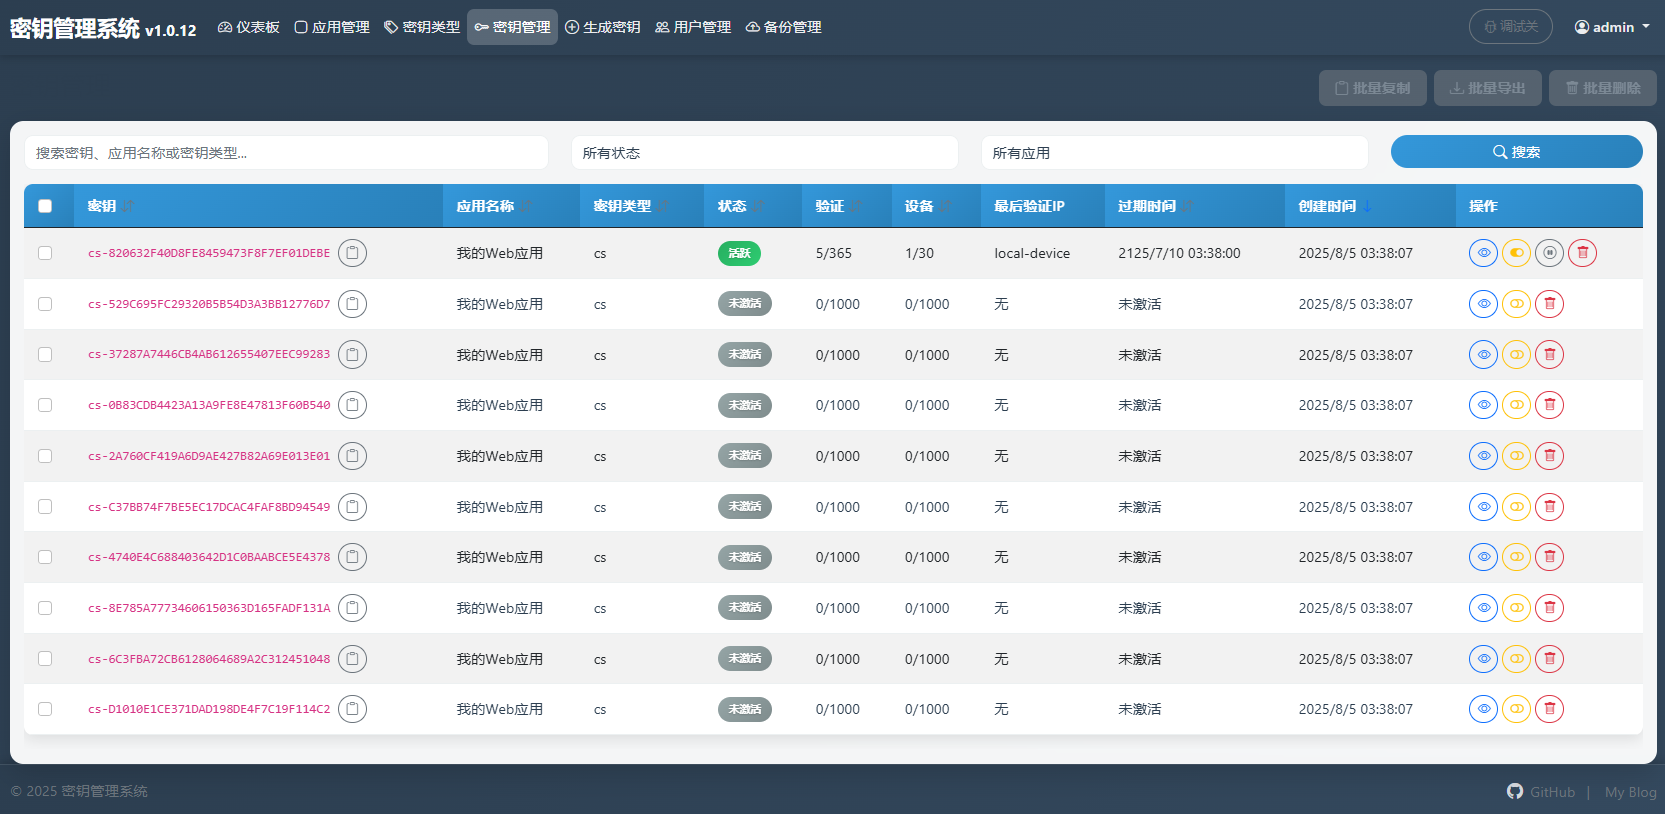 密钥管理系统 v1.0.12 仪表板 应用管理 密钥类型 密钥管理 生成密钥 用户管理 备份管理 调试关 admin
批量复制 批量导出 批量删除
搜索密钥、应用名称或密钥类型... 所有状态 所有应用 搜索
密钥 应用名称 密钥类型 状态 验证 设备 最后验证IP 过期时间 创建时间 操作
cs-820632F40D8FE8459473F8F7EF01DEBE 我的Web应用 cs 活跃 5/365 1/30 local-device 2125/7/10 03:38:00 2025/8/5 03:38:07
cs-529C695FC29320B5B54D3A3BB12776D7 我的Web应用 cs 未激活 0/1000 0/1000 无 未激活 2025/8/5 03:38:07
cs-37287A7446CB4AB612655407EEC99283 我的Web应用 cs 未激活 0/1000 0/1000 无 未激活 2025/8/5 03:38:07
cs-0B83CDB4423A13A9FE8E47813F60B540 我的Web应用 cs 未激活 0/1000 0/1000 无 未激活 2025/8/5 03:38:07
cs-2A760CF419A6D9AE427B82A69E013E01 我的Web应用 cs 未激活 0/1000 0/1000 无 未激活 2025/8/5 03:38:07
cs-C37BB74F7BE5EC17DCAC4FAF8BD94549 我的Web应用 cs 未激活 0/1000 0/1000 无 未激活 2025/8/5 03:38:07
cs-4740E4C688403642D1C0BAABCE5E4378 我的Web应用 cs 未激活 0/1000 0/1000 无 未激活 2025/8/5 03:38:07
cs-8E785A77734606150363D165FADF131A 我的Web应用 cs 未激活 0/1000 0/1000 无 未激活 2025/8/5 03:38:07
cs-6C3FBA72CB6128064689A2C312451048 我的Web应用 cs 未激活 0/1000 0/1000 无 未激活 2025/8/5 03:38:07
cs-D1010E1CE371DAD198DE4F7C19F114C2 我的Web应用 cs 未激活 0/1000 0/1000 无 未激活 2025/8/5 03:38:07
© 2025 密钥管理系统 GitHub | My Blog